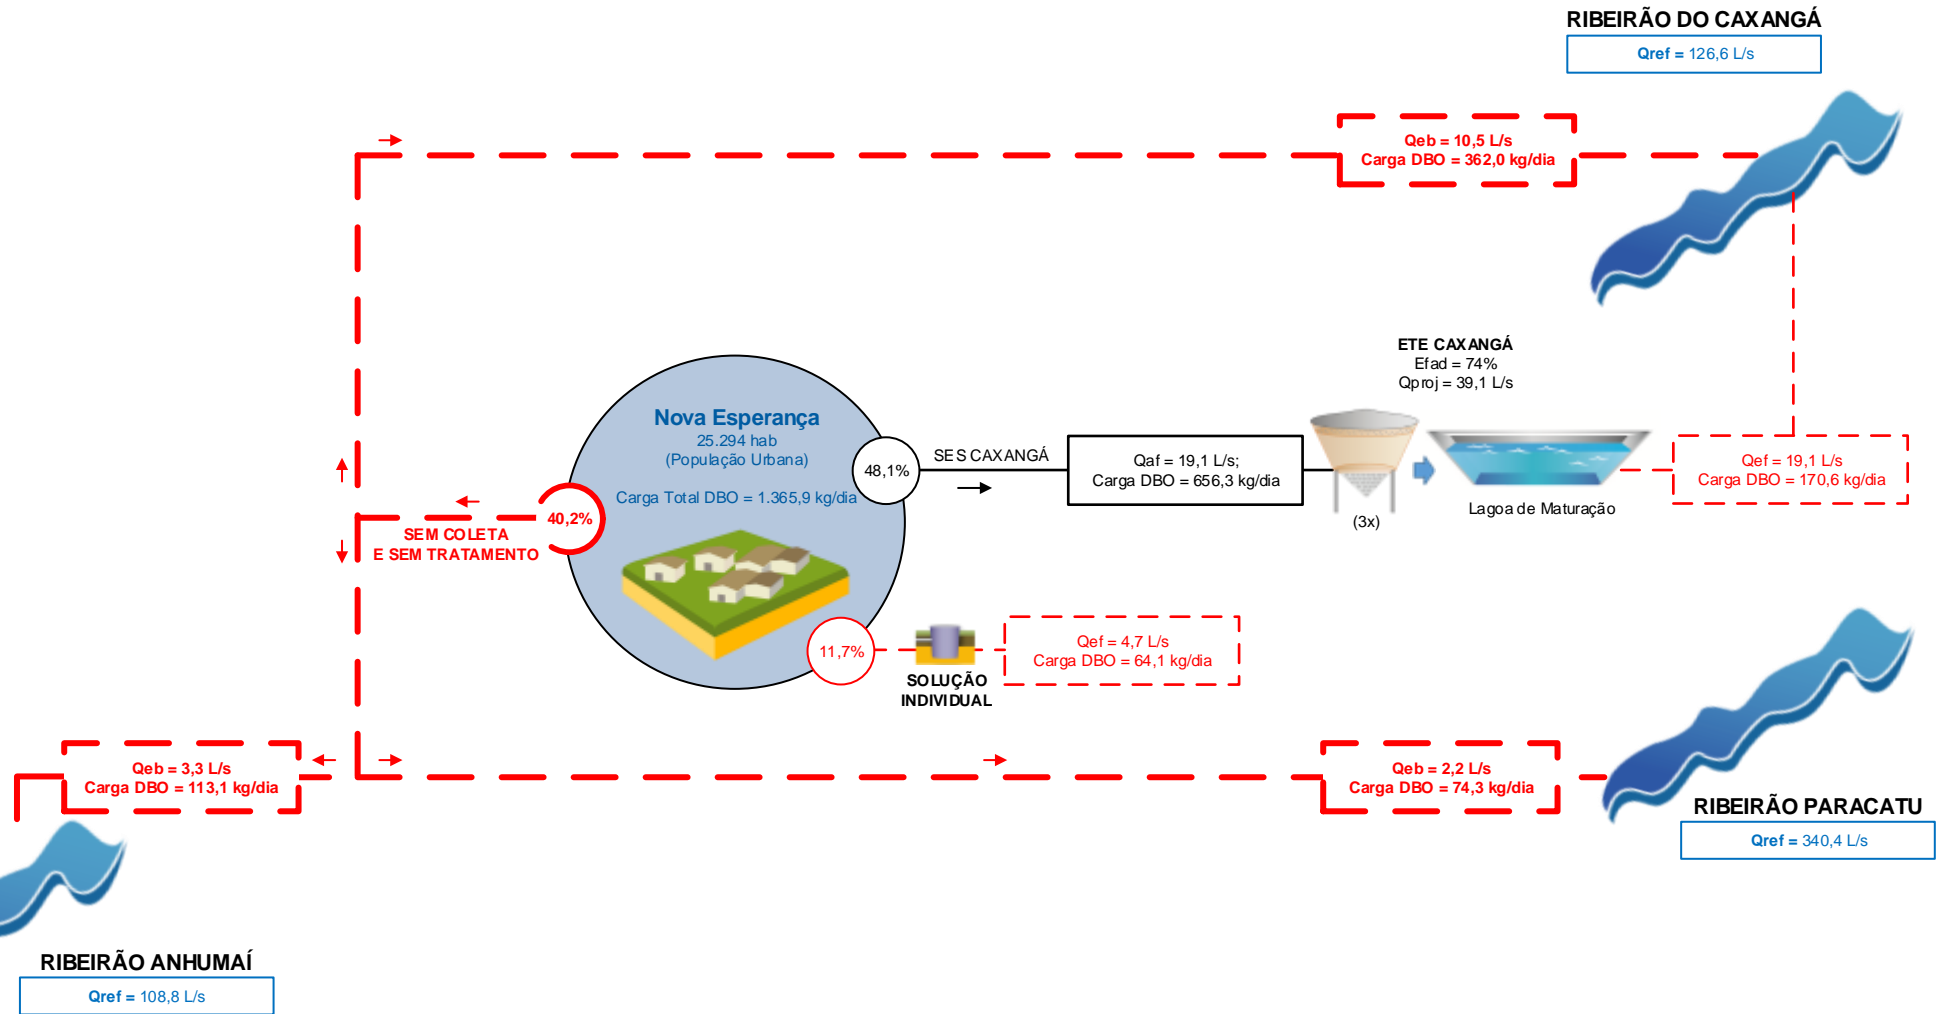 RIBEIRÃO DO CAXANGÁ
Qref = 126,6 L/s
Qeb = 10,5 L/s
Carga DBO = 362,0 kg/dia
ETE CAXANGÁ
Efad = 74%
Qproj = 39,1 L/s
Nova Esperança
25.294 hab
(População Urbana)
Carga Total DBO = 1.365,9 kg/dia
48,1%
SES CAXANGÁ
Qaf = 19,1 L/s;
Carga DBO = 656,3 kg/dia
(3x)
Lagoa de Maturação
Qef = 19,1 L/s
Carga DBO = 170,6 kg/dia
40,2%
SEM COLETA
E SEM TRATAMENTO
11,7%
SOLUÇÃO
INDIVIDUAL
Qef = 4,7 L/s
Carga DBO = 64,1 kg/dia
Qeb = 3,3 L/s
Carga DBO = 113,1 kg/dia
Qeb = 2,2 L/s
Carga DBO = 74,3 kg/dia
RIBEIRÃO PARACATU
Qref = 340,4 L/s
RIBEIRÃO ANHUMAÍ
Qref = 108,8 L/s